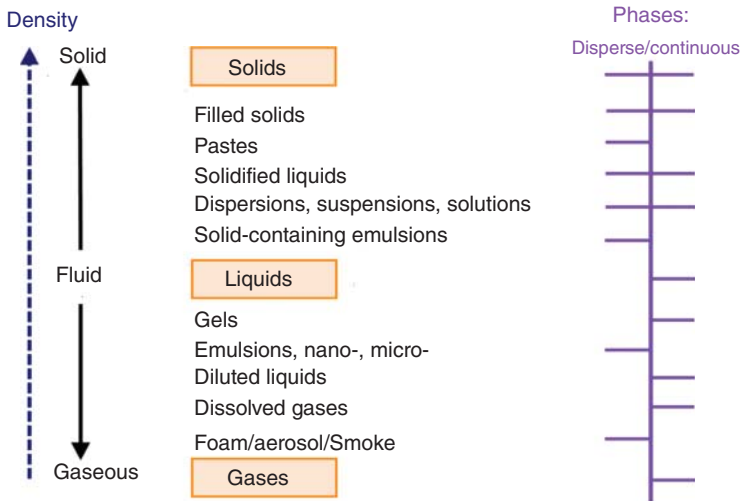 Density
Phases:
Disperse/continuous
Solid
Solids
Filled solids
Pastes
Solidified liquids
Dispersions, suspensions, solutions
Solid-containing emulsions
Fluid
Liquids
Gels
Emulsions, nano-, micro-
Diluted liquids
Dissolved gases
Foam/aerosol/Smoke
Gaseous
Gases